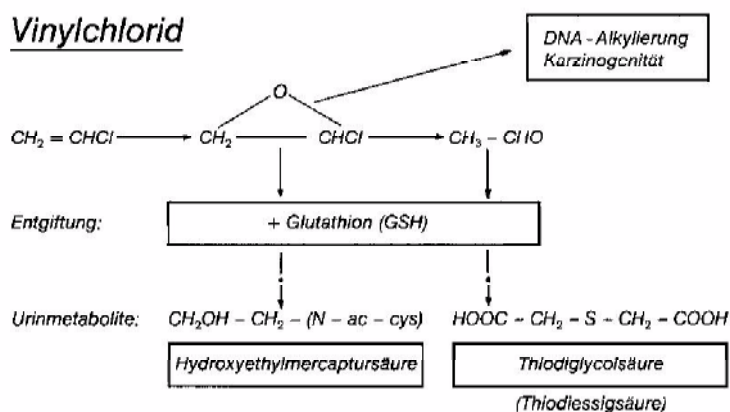 Vinylchlorid
DNA - Alkylierung
Karzinogenität
O
CH₂ = CHCl
CH₂
CHCl
CH₃ – CHO
Entgiftung:
+ Glutathion (GSH)
Urinmetabolite:
CH₂OH – CH₂ – (N – ac – cys)
HOOC – CH₂ – S – CH₂ – COOH
Hydroxyethylmercaptursäure
Thiodiglycolsäure
(Thiodiessigsäure)